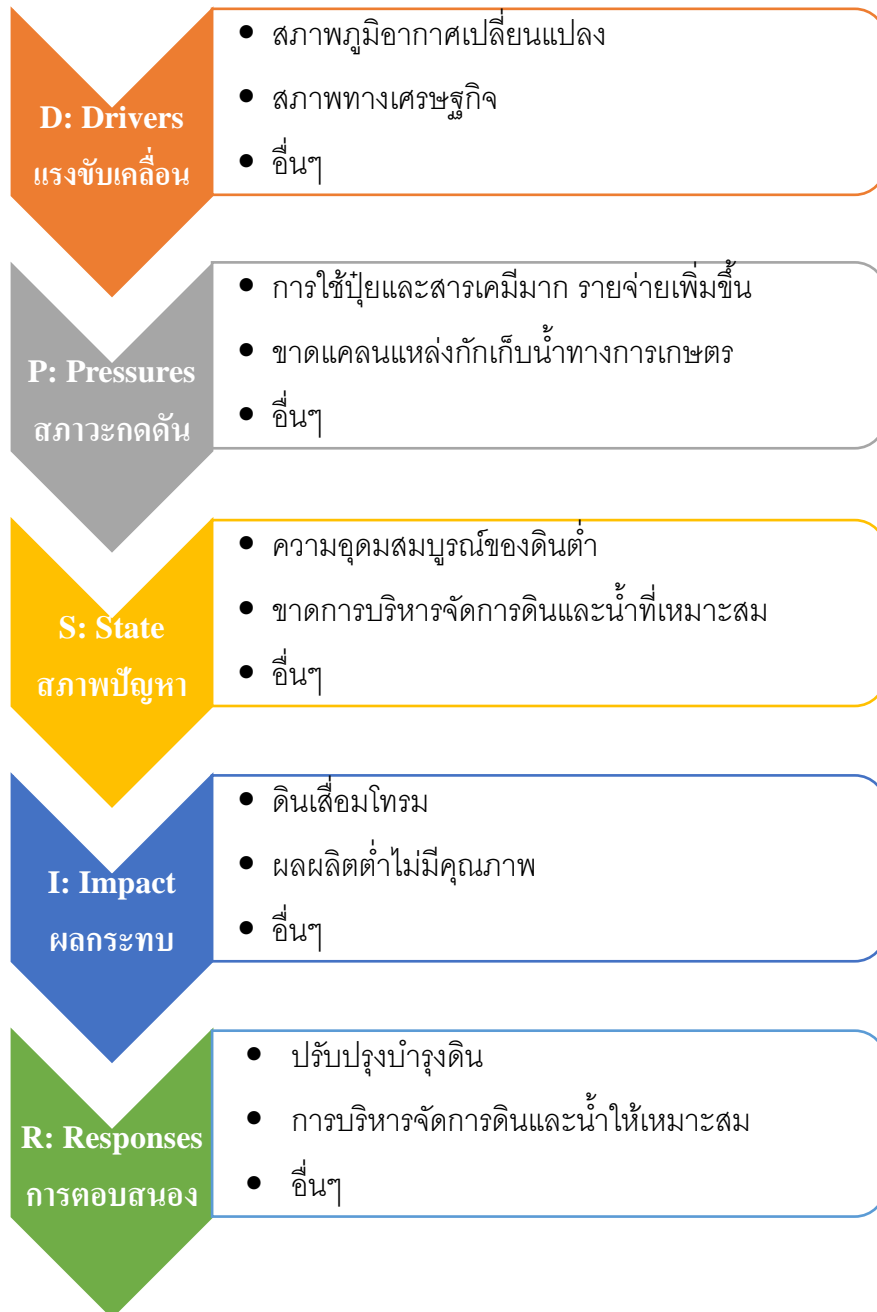 D: Drivers
แรงขับเคลื่อน
● สภาพภูมิอากาศเปลี่ยนแปลง
● สภาพทางเศรษฐกิจ
● อื่นๆ
P: Pressures
สภาวะกดดัน
● การใช้ปุ๋ยและสารเคมีมาก รายจ่ายเพิ่มขึ้น
● ขาดแคลนแหล่งกักเก็บน้ำทางการเกษตร
● อื่นๆ
S: State
สภาพปัญหา
● ความอุดมสมบูรณ์ของดินต่ำ
● ขาดการบริหารจัดการดินและน้ำที่เหมาะสม
● อื่นๆ
I: Impact
ผลกระทบ
● ดินเสื่อมโทรม
● ผลผลิตต่ำไม่มีคุณภาพ
● อื่นๆ
R: Responses
การตอบสนอง
● ปรับปรุงบำรุงดิน
● การบริหารจัดการดินและน้ำให้เหมาะสม
● อื่นๆ